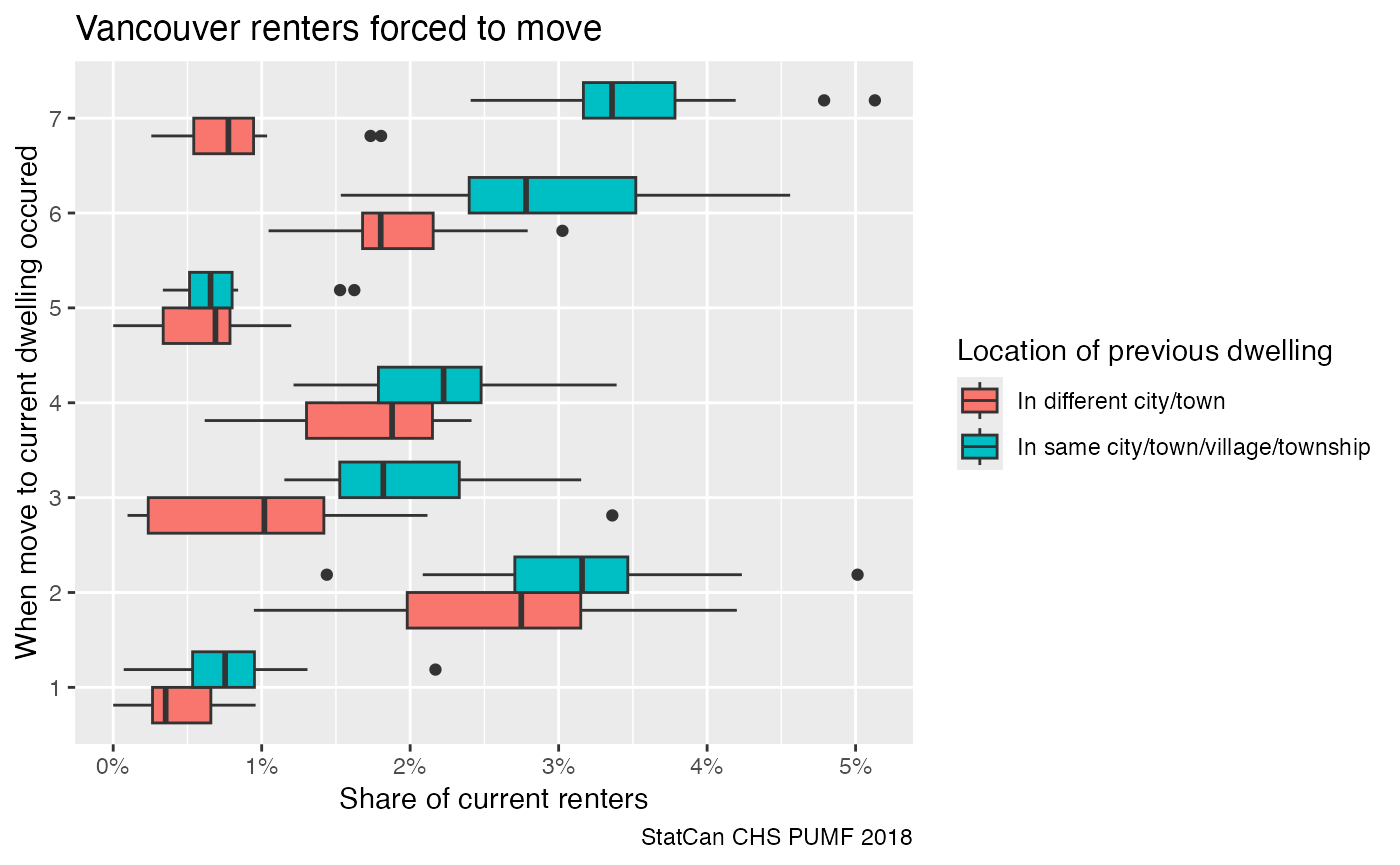 Vancouver renters forced to move
When move to current dwelling occured
7
6
5
4
3
2
1
0%
1%
2%
3%
4%
5%
Share of current renters
StatCan CHS PUMF 2018
Location of previous dwelling
In different city/town
In same city/town/village/township